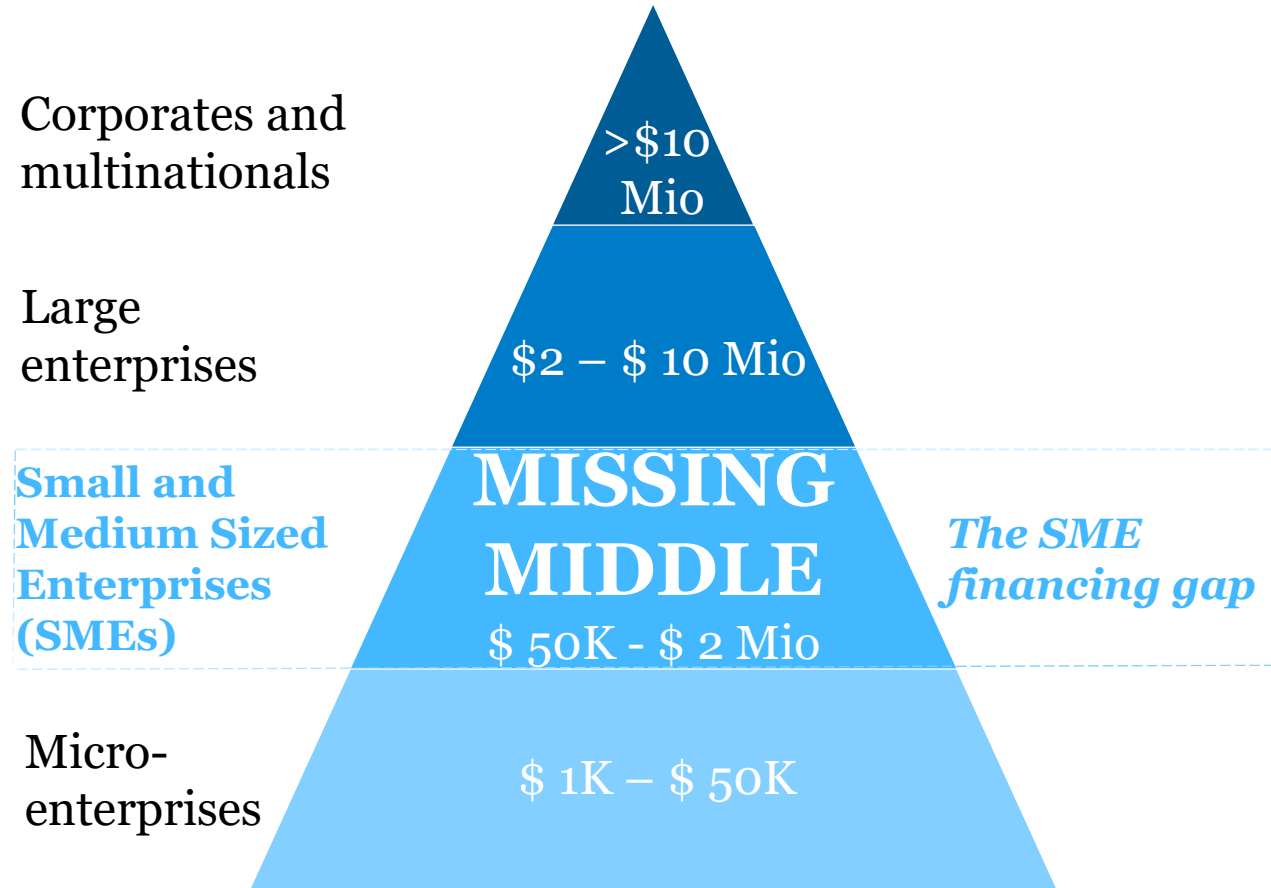 Corporates and
multinationals
>$10
Mio
Large
enterprises
$2 – $ 10 Mio
Small and
Medium Sized
Enterprises
(SMEs)
MISSING
MIDDLE
$ 50K - $ 2 Mio
The SME
financing gap
Micro-
enterprises
$ 1K – $ 50K